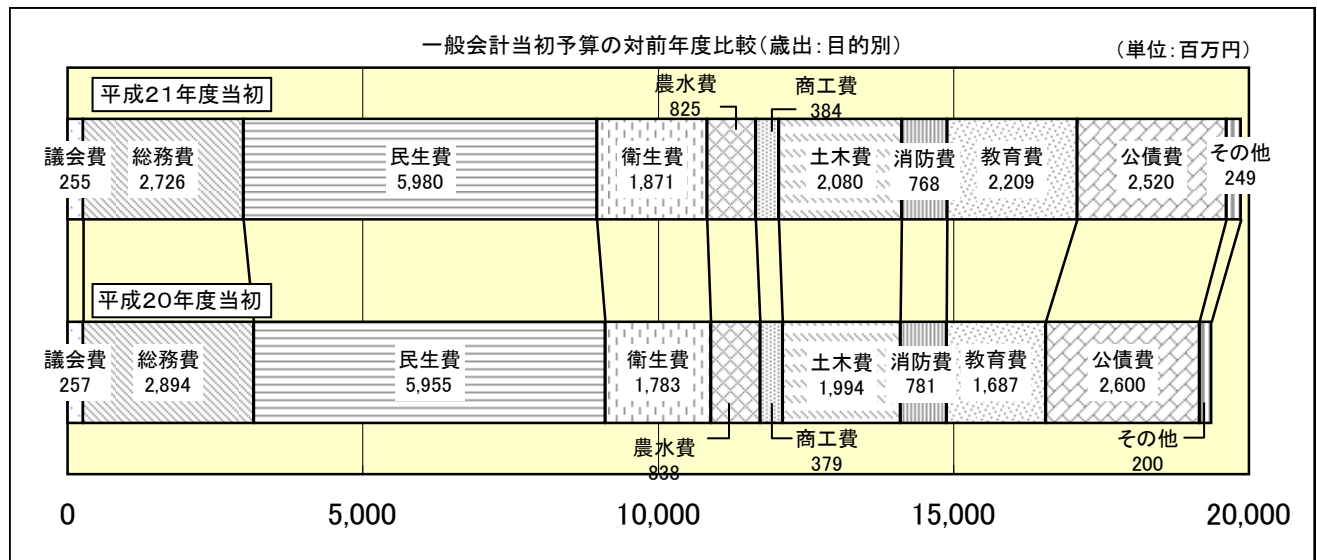 一般会計当初予算の対前年度比較(歳出:目的別)
(単位:百万円)
平成21年度当初
農水費
825
商工費
384
議会費
255
総務費
2,726
民生費
5,980
衛生費
1,871
土木費
2,080
消防費
768
教育費
2,209
公債費
2,520
その他
249
平成20年度当初
議会費
257
総務費
2,894
民生費
5,955
衛生費
1,783
土木費
1,994
消防費
781
教育費
1,687
公債費
2,600
農水費
838
商工費
379
その他
200
0 5,000 10,000 15,000 20,000